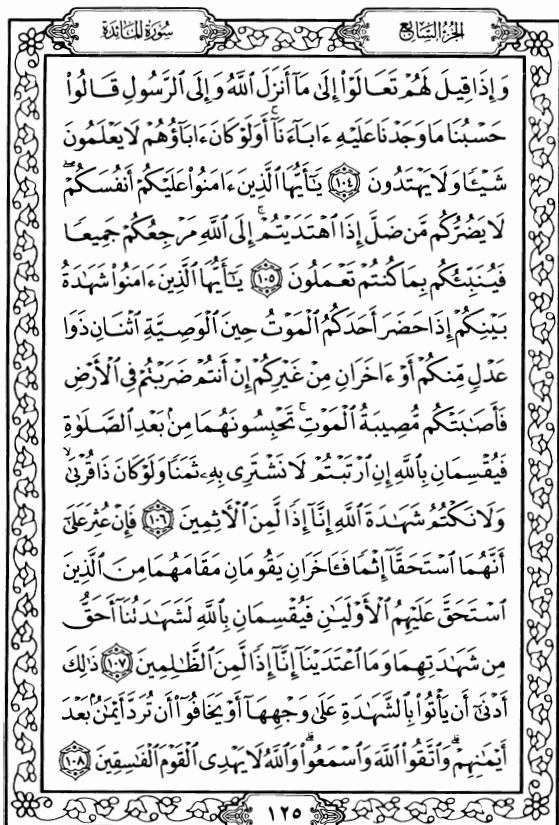 الجزء السابع
سورة المائدة
وَإِذَا قِيلَ لَهُمْ تَعَالَوْا۟ إِلَىٰ مَآ أَنزَلَ ٱللَّهُ وَإِلَى ٱلرَّسُولِ قَالُوا۟
حَسْبُنَا مَا وَجَدْنَا عَلَيْهِ ءَابَآءَنَآ ۚ أَوَلَوْ كَانَ ءَابَآؤُهُمْ لَا يَعْلَمُونَ
شَيْـًٔا وَلَا يَهْتَدُونَ ١٠٤ يَـٰٓأَيُّهَا ٱلَّذِينَ ءَامَنُوا۟ عَلَيْكُمْ أَنفُسَكُمْ ۖ
لَا يَضُرُّكُم مَّن ضَلَّ إِذَا ٱهْتَدَيْتُمْ ۚ إِلَى ٱللَّهِ مَرْجِعُكُمْ جَمِيعًا
فَيُنَبِّئُكُم بِمَا كُنتُمْ تَعْمَلُونَ ١٠٥ يَـٰٓأَيُّهَا ٱلَّذِينَ ءَامَنُوا۟ شَهَـٰدَةُ
بَيْنِكُمْ إِذَا حَضَرَ أَحَدَكُمُ ٱلْمَوْتُ حِينَ ٱلْوَصِيَّةِ ٱثْنَانِ ذَوَا
عَدْلٍ مِّنكُمْ أَوْ ءَاخَرَانِ مِنْ غَيْرِكُمْ إِنْ أَنتُمْ ضَرَبْتُمْ فِى ٱلْأَرْضِ
فَأَصَـٰبَتْكُم مُّصِيبَةُ ٱلْمَوْتِ ۚ تَحْبِسُونَهُمَا مِنۢ بَعْدِ ٱلصَّلَوٰةِ
فَيُقْسِمَانِ بِٱللَّهِ إِنِ ٱرْتَبْتُمْ لَا نَشْتَرِى بِهِۦ ثَمَنًا وَلَوْ كَانَ ذَا قُرْبَىٰ ۙ
وَلَا نَكْتُمُ شَهَـٰدَةَ ٱللَّهِ إِنَّآ إِذًا لَّمِنَ ٱلْـَٔاثِمِينَ ١٠٦ فَإِنْ عُثِرَ عَلَىٰٓ
أَنَّهُمَا ٱسْتَحَقَّآ إِثْمًا فَـَٔاخَرَانِ يَقُومَانِ مَقَامَهُمَا مِنَ ٱلَّذِينَ
ٱسْتَحَقَّ عَلَيْهِمُ ٱلْأَوْلَيَـٰنِ فَيُقْسِمَانِ بِٱللَّهِ لَشَهَـٰدَتُنَآ أَحَقُّ
مِن شَهَـٰدَتِهِمَا وَمَا ٱعْتَدَيْنَآ إِنَّآ إِذًا لَّمِنَ ٱلظَّـٰلِمِينَ ١٠٧ ذَٰلِكَ
أَدْنَىٰٓ أَن يَأْتُوا۟ بِٱلشَّهَـٰدَةِ عَلَىٰ وَجْهِهَآ أَوْ يَخَافُوٓا۟ أَن تُرَدَّ أَيْمَـٰنٌۢ بَعْدَ
أَيْمَـٰنِهِمْ ۗ وَٱتَّقُوا۟ ٱللَّهَ وَٱسْمَعُوا۟ ۗ وَٱللَّهُ لَا يَهْدِى ٱلْقَوْمَ ٱلْفَـٰسِقِينَ ١٠٨
١٢٥